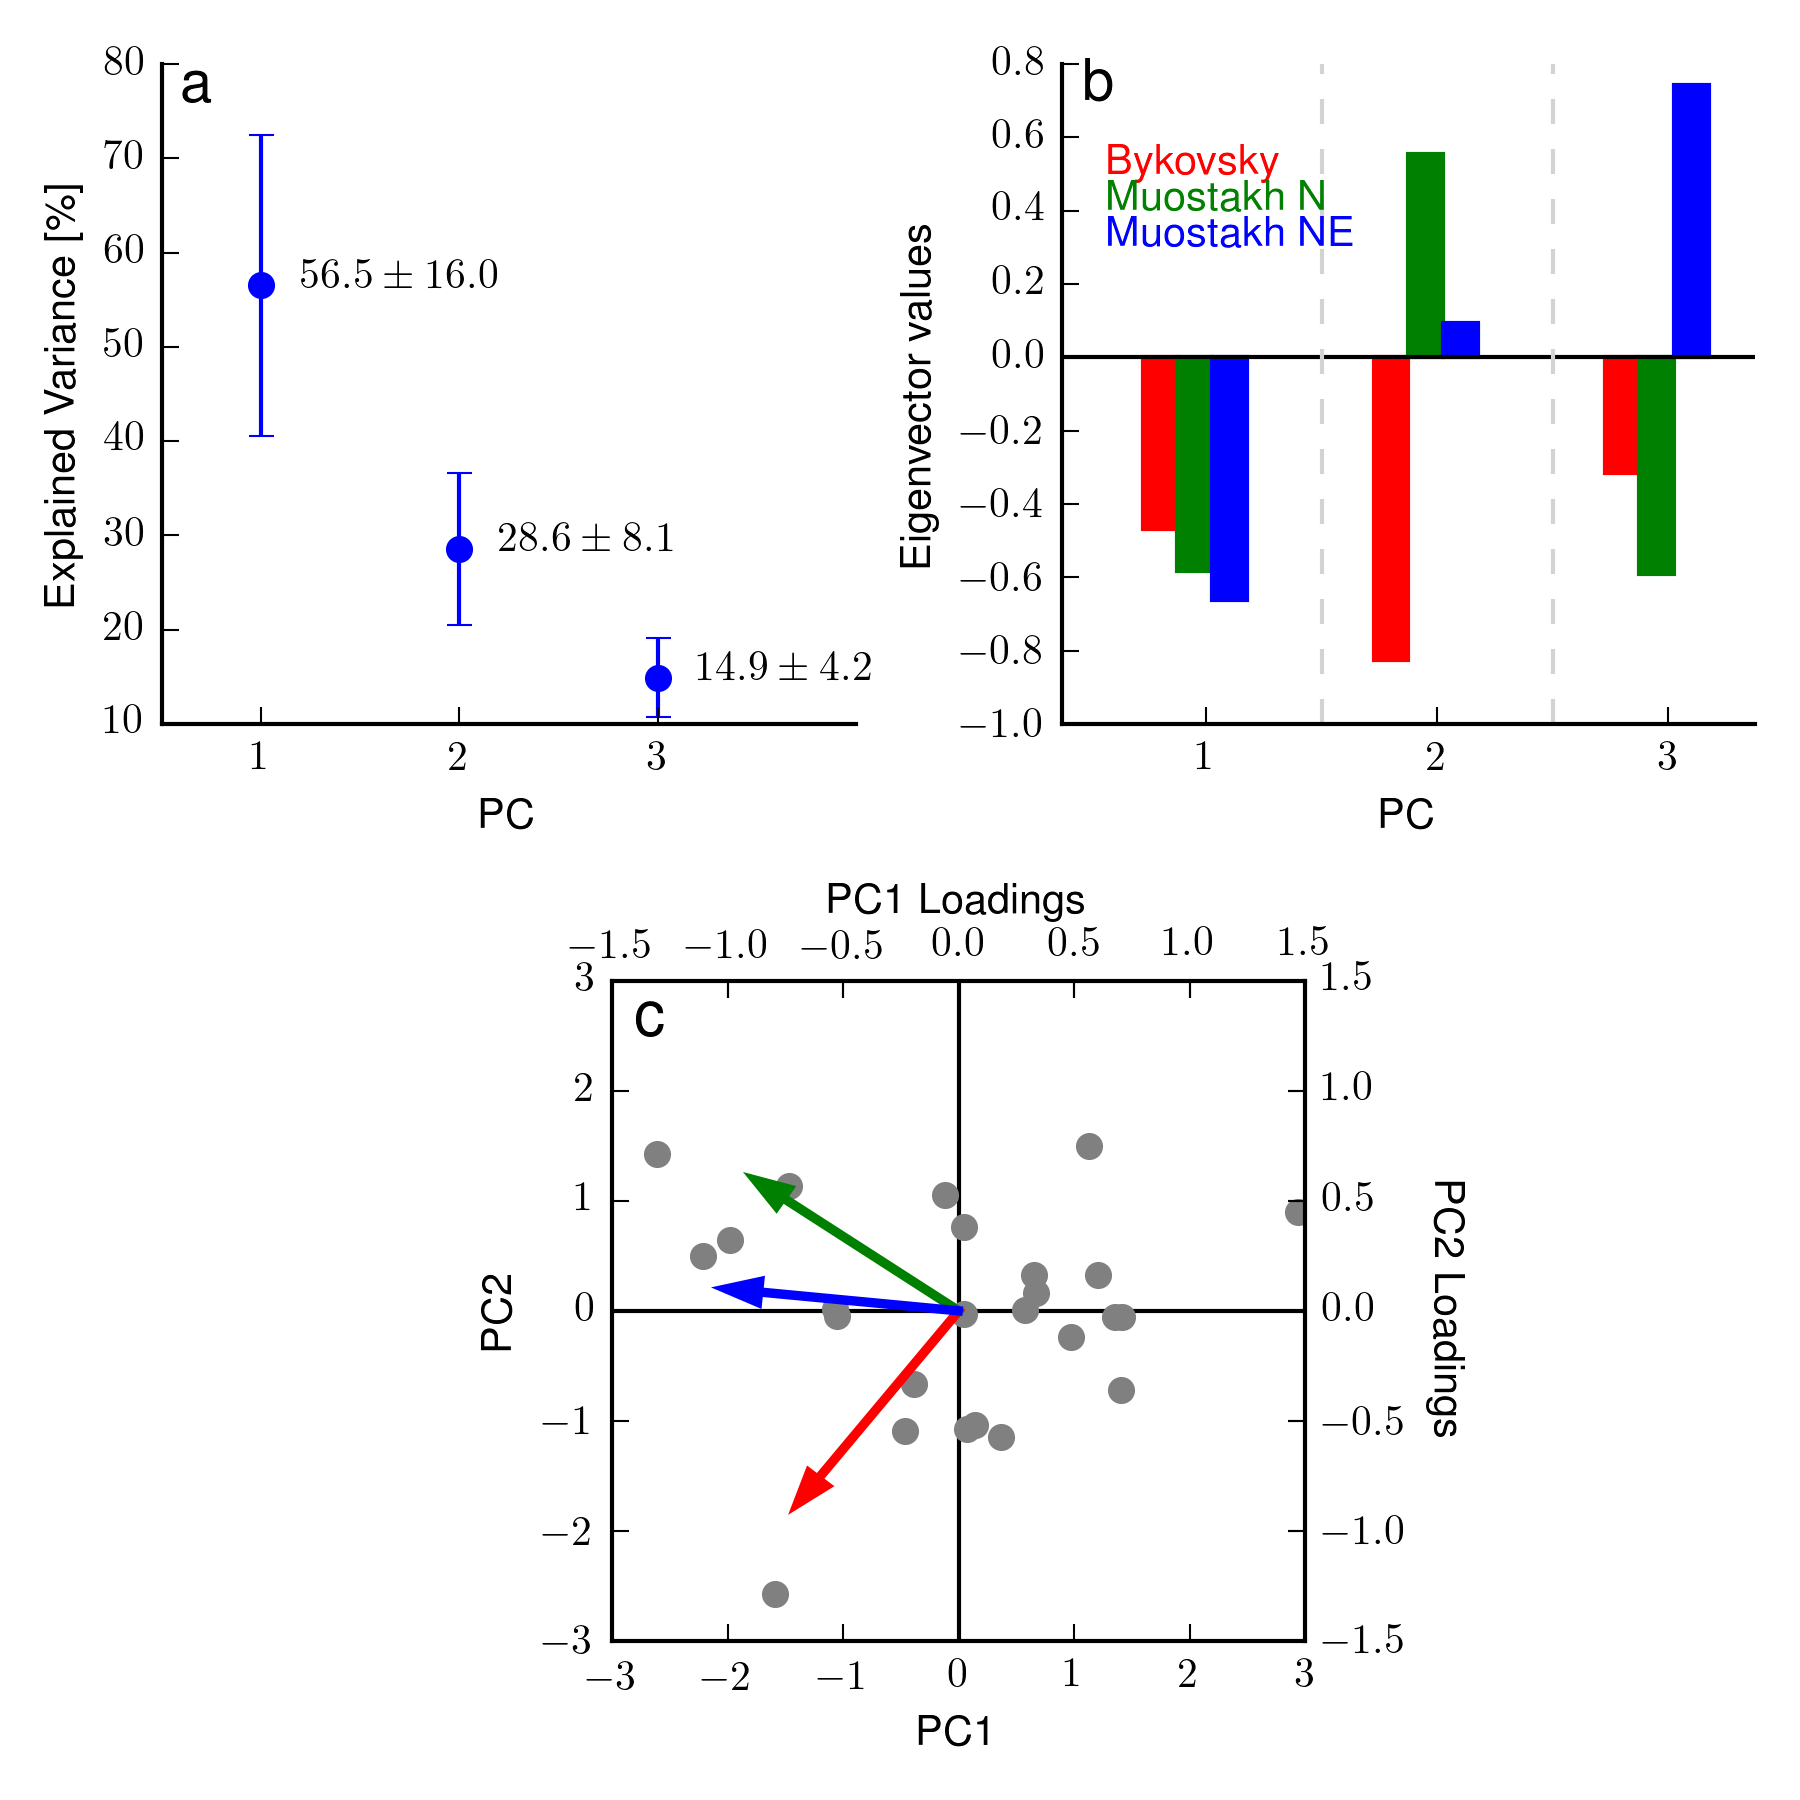 a
80
70
60
50
40
30
20
10
Explained Variance [%]
56.5 ± 16.0
28.6 ± 8.1
14.9 ± 4.2
1 2 3
PC
b
0.8
0.6
0.4
0.2
0.0
−0.2
−0.4
−0.6
−0.8
−1.0
Eigenvector values
Bykovsky
Muostakh N
Muostakh NE
1 2 3
PC
PC1 Loadings
−1.5 −1.0 −0.5 0.0 0.5 1.0 1.5
c
3
2
1
0
−1
−2
−3
PC2
1.5
1.0
0.5
0.0
−0.5
−1.0
−1.5
PC2 Loadings
−3 −2 −1 0 1 2 3
PC1